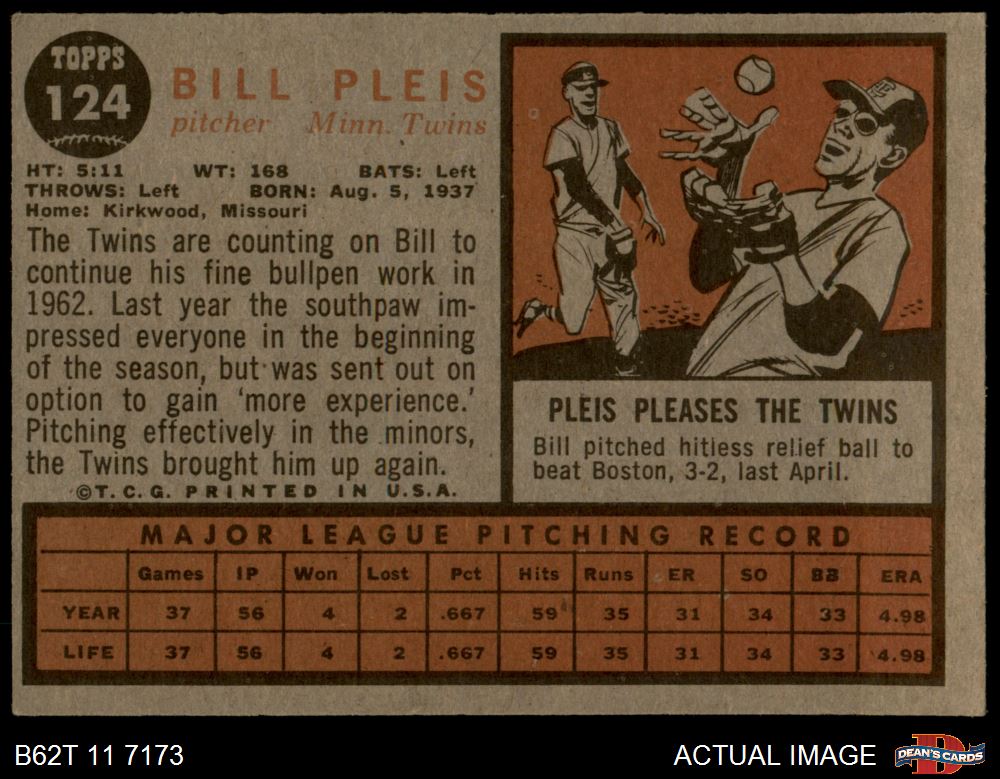 TOPPS
124
BILL PLEIS
pitcher Minn. Twins
HT: 5:11 WT: 168 BATS: Left
THROWS: Left BORN: Aug. 5, 1937
Home: Kirkwood, Missouri
The Twins are counting on Bill to
continue his fine bullpen work in
1962. Last year the southpaw im-
pressed everyone in the beginning
of the season, but was sent out on
option to gain 'more experience.'
Pitching effectively in the minors,
the Twins brought him up again.
©T. C. G. PRINTED IN U.S.A.
PLEIS PLEASES THE TWINS
Bill pitched hitless relief ball to
beat Boston, 3-2, last April.
MAJOR LEAGUE PITCHING RECORD
Games IP Won Lost Pct Hits Runs ER SO BB ERA
YEAR 37 56 4 2 .667 59 35 31 34 33 4.98
LIFE 37 56 4 2 .667 59 35 31 34 33 4.98
B62T 11 7173 ACTUAL IMAGE DEAN'S CARDS